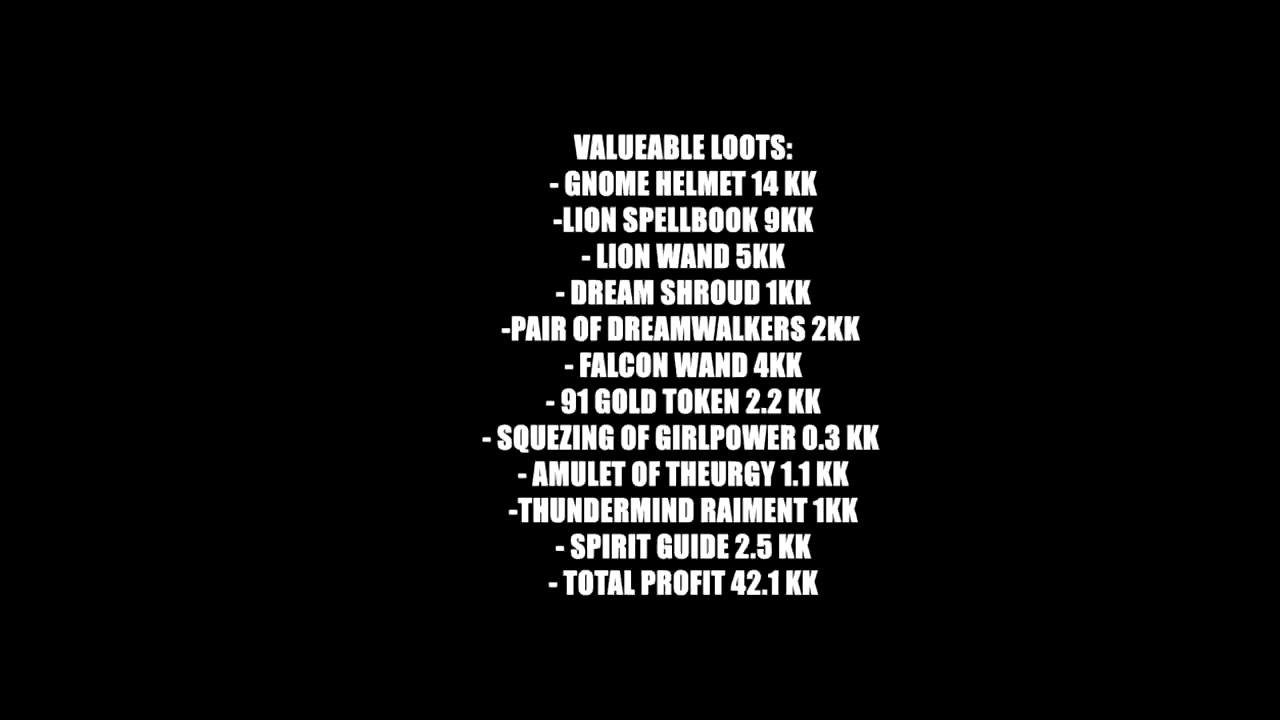 VALUEABLE LOOTS:
- GNOME HELMET 14 KK
-LION SPELLBOOK 9KK
- LION WAND 5KK
- DREAM SHROUD 1KK
-PAIR OF DREAMWALKERS 2KK
- FALCON WAND 4KK
- 91 GOLD TOKEN 2.2 KK
- SQUEZING OF GIRLPOWER 0.3 KK
- AMULET OF THEURGY 1.1 KK
-THUNDERMIND RAIMENT 1KK
- SPIRIT GUIDE 2.5 KK
- TOTAL PROFIT 42.1 KK